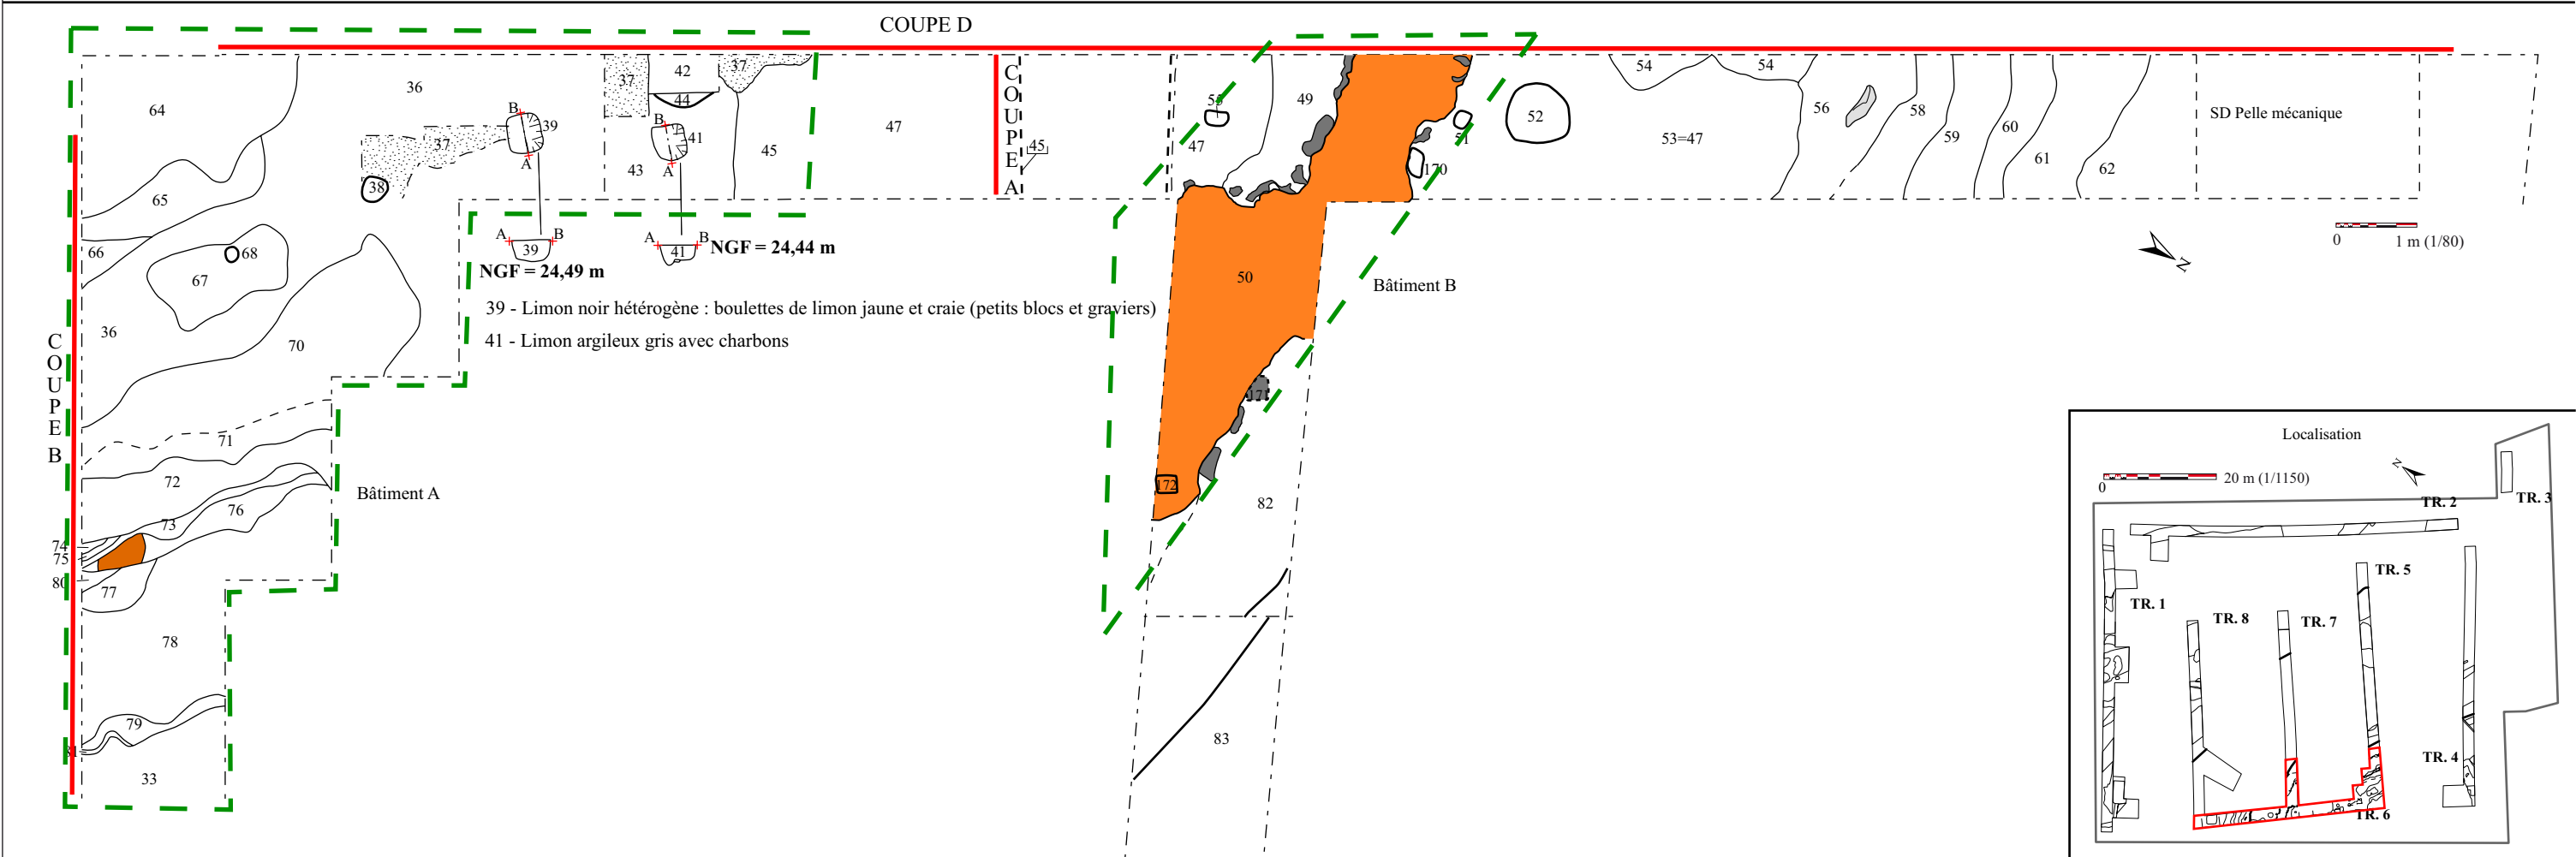 COUPE D
64
36
37
42
37
44
B
39
A
37
38
B
41
A
43
45
47
COUPE A
45
55
47
49
51
170
52
54
54
53=47
56
58
59
60
61
62
SD Pelle mécanique
0 1 m (1/80)
N
65
66
67
68
36
70
A B
39
NGF = 24,49 m
A B
41
NGF = 24,44 m
39 - Limon noir hétérogène : boulettes de limon jaune et craie (petits blocs et graviers)
41 - Limon argileux gris avec charbons
50
Bâtiment B
171
172
82
83
COUPE B
71
72
73
76
74
75
80
77
78
79
81
33
Bâtiment A
Localisation
0 20 m (1/1150)
N
TR. 2
TR. 3
TR. 5
TR. 1
TR. 8
TR. 7
TR. 4
TR. 6